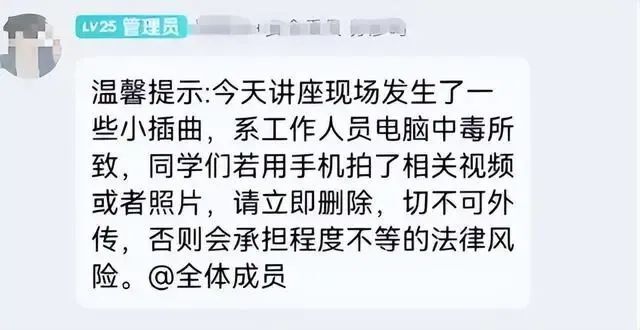 LV25 管理员
温馨提示:今天讲座现场发生了一
些小插曲，系工作人员电脑中毒所
致，同学们若用手机拍了相关视频
或者照片，请立即删除，切不可外
传，否则会承担程度不等的法律风
险。@全体成员